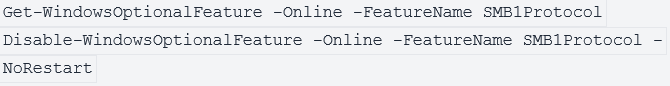 Get-WindowsOptionalFeature -Online -FeatureName SMB1Protocol
Disable-WindowsOptionalFeature -Online -FeatureName SMB1Protocol -
NoRestart